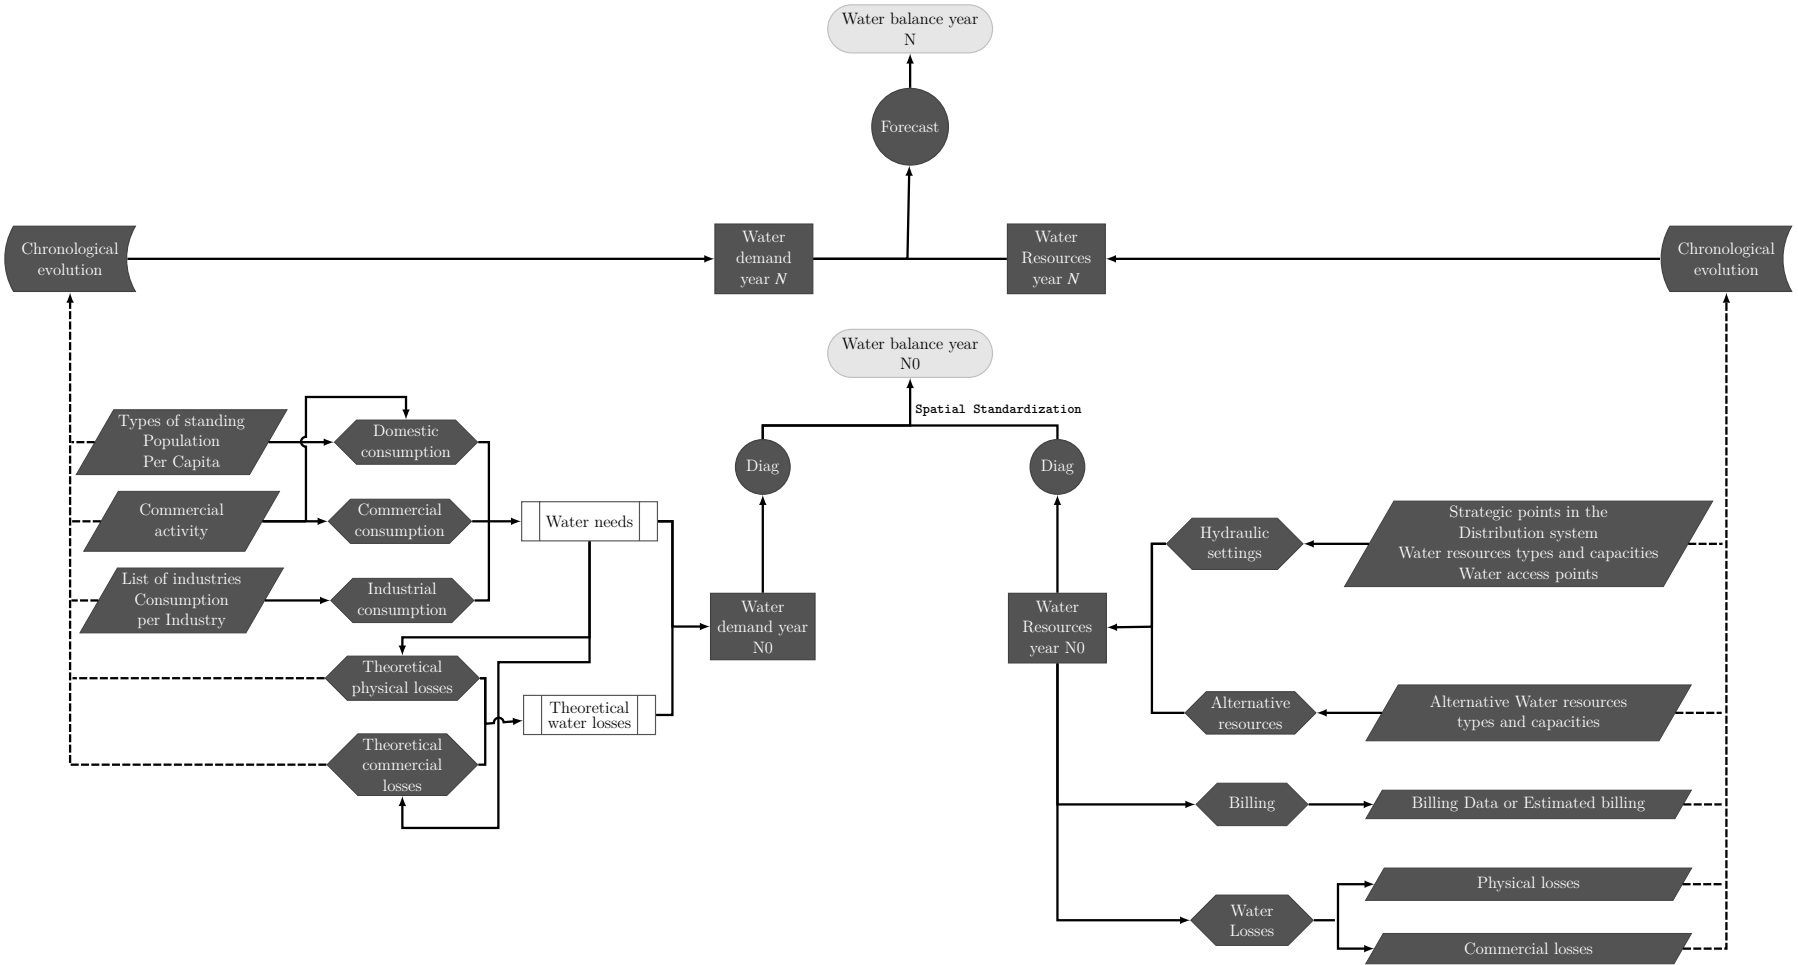 Water balance year
N
Forecast
Chronological
evolution
Water
demand
year N
Water
Resources
year N
Chronological
evolution
Water balance year
N0
Spatial Standardization
Types of standing
Population
Per Capita
Domestic
consumption
Diag
Diag
Commercial
activity
Commercial
consumption
Water needs
Hydraulic
settings
Strategic points in the
Distribution system
Water resources types and capacities
Water access points
List of industries
Consumption
per Industry
Industrial
consumption
Water
demand year
N0
Water
Resources
year N0
Theoretical
physical losses
Theoretical
water losses
Alternative
resources
Alternative Water resources
types and capacities
Theoretical
commercial
losses
Billing
Billing Data or Estimated billing
Water
Losses
Physical losses
Commercial losses